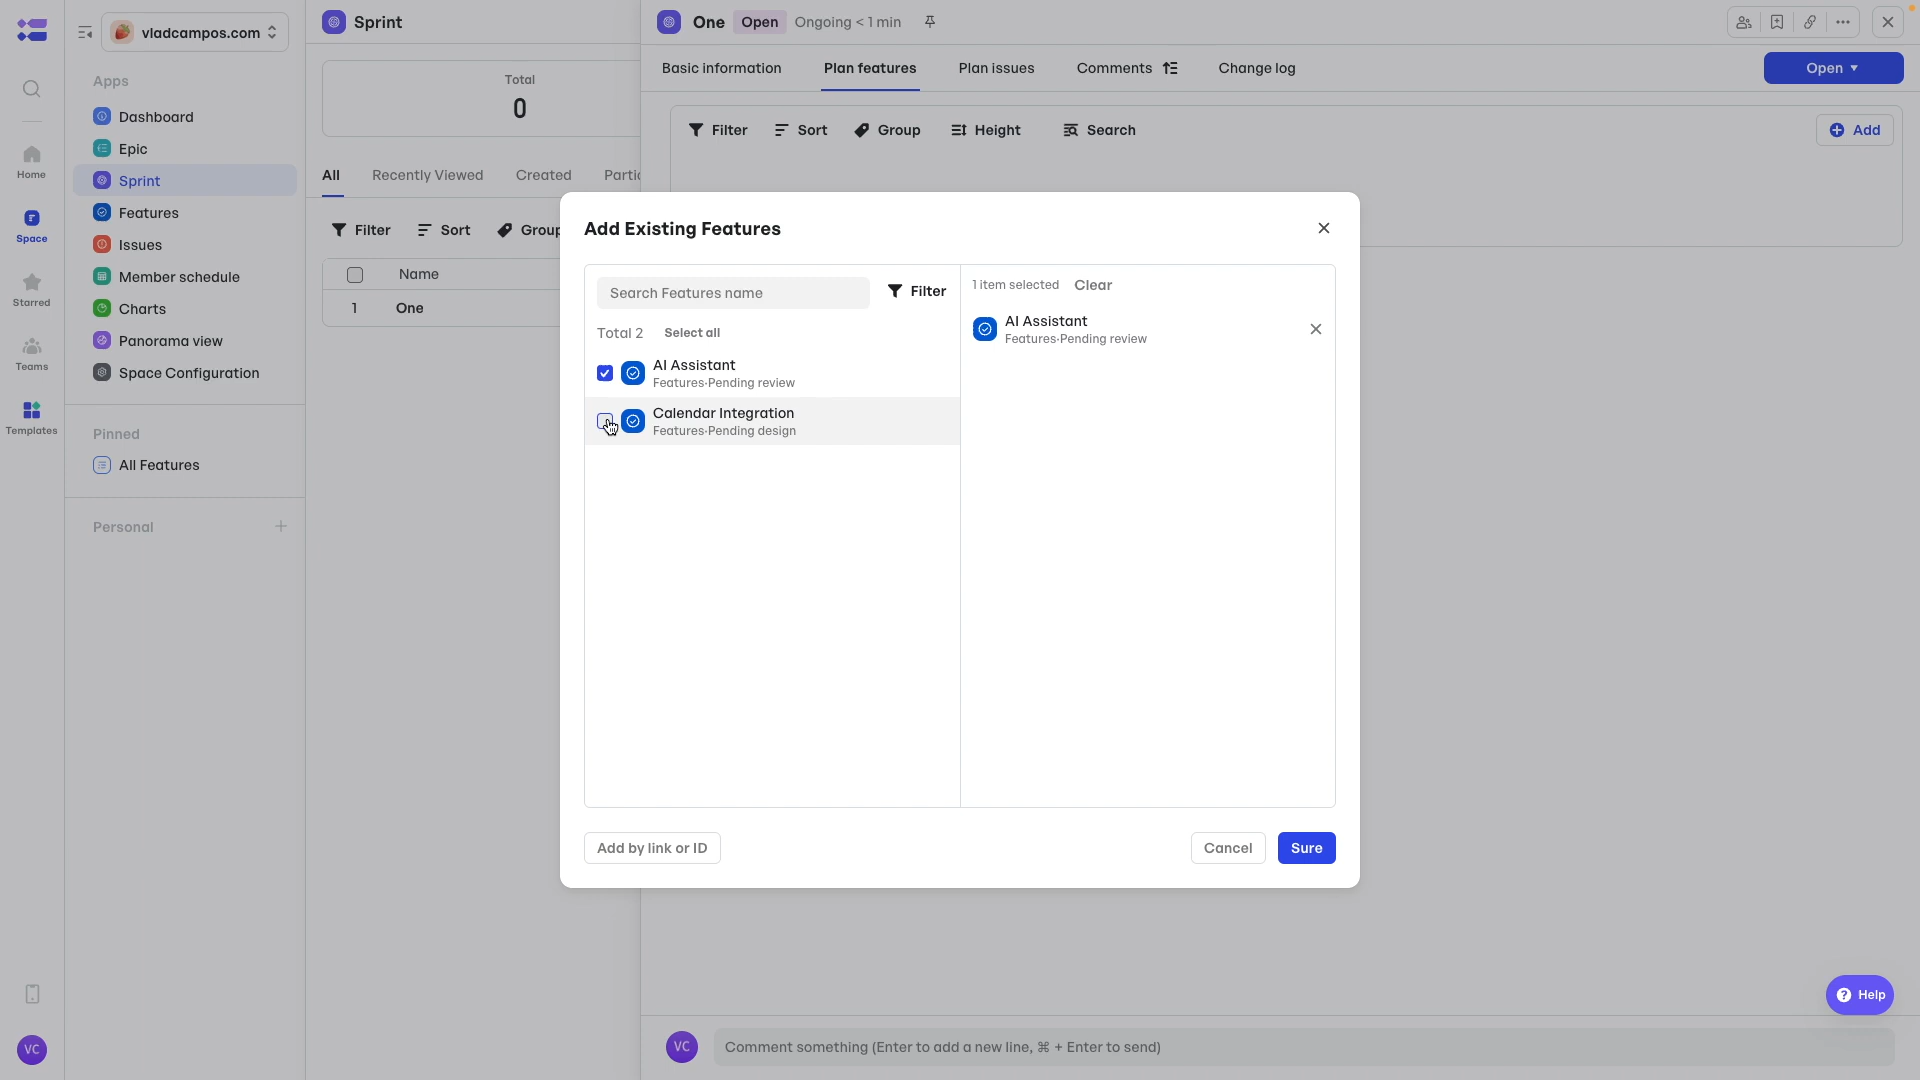 vladcampos.com
Apps
Dashboard
Epic
Sprint
Features
Issues
Member schedule
Charts
Panorama view
Space Configuration
Pinned
All Features
Personal
Home
Space
Starred
Teams
Templates
VC
Sprint
Total
0
All
Recently Viewed
Created
Partic
Filter
Sort
Group
Name
1
One
One
Open
Ongoing < 1 min
Basic information
Plan features
Plan issues
Comments
Change log
Open
Filter
Sort
Group
Height
Search
Add
Add Existing Features
Search Features name
Filter
Total 2
Select all
AI Assistant
Features·Pending review
Calendar Integration
Features·Pending design
1 item selected
Clear
AI Assistant
Features·Pending review
Add by link or ID
Cancel
Sure
Help
VC
Comment something (Enter to add a new line, ⌘ + Enter to send)